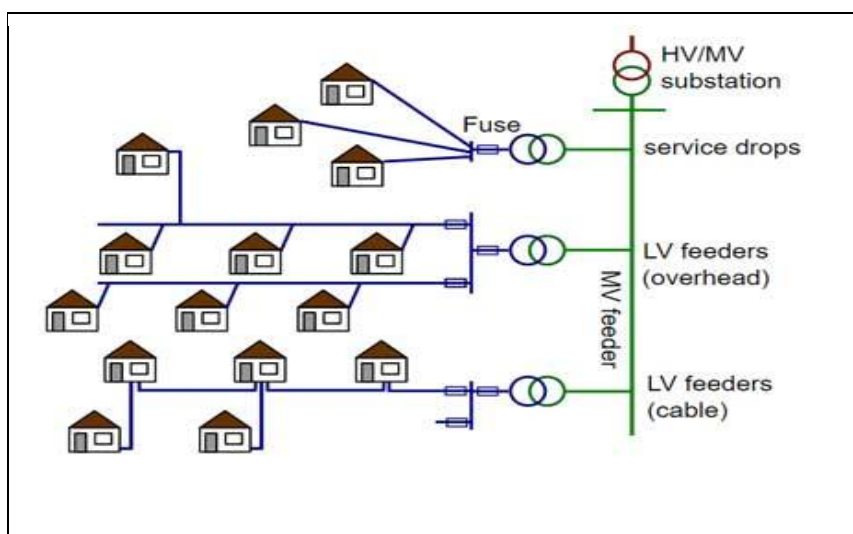 HV/MV
substation
Fuse
service drops
LV feeders
(overhead)
MV feeder
LV feeders
(cable)